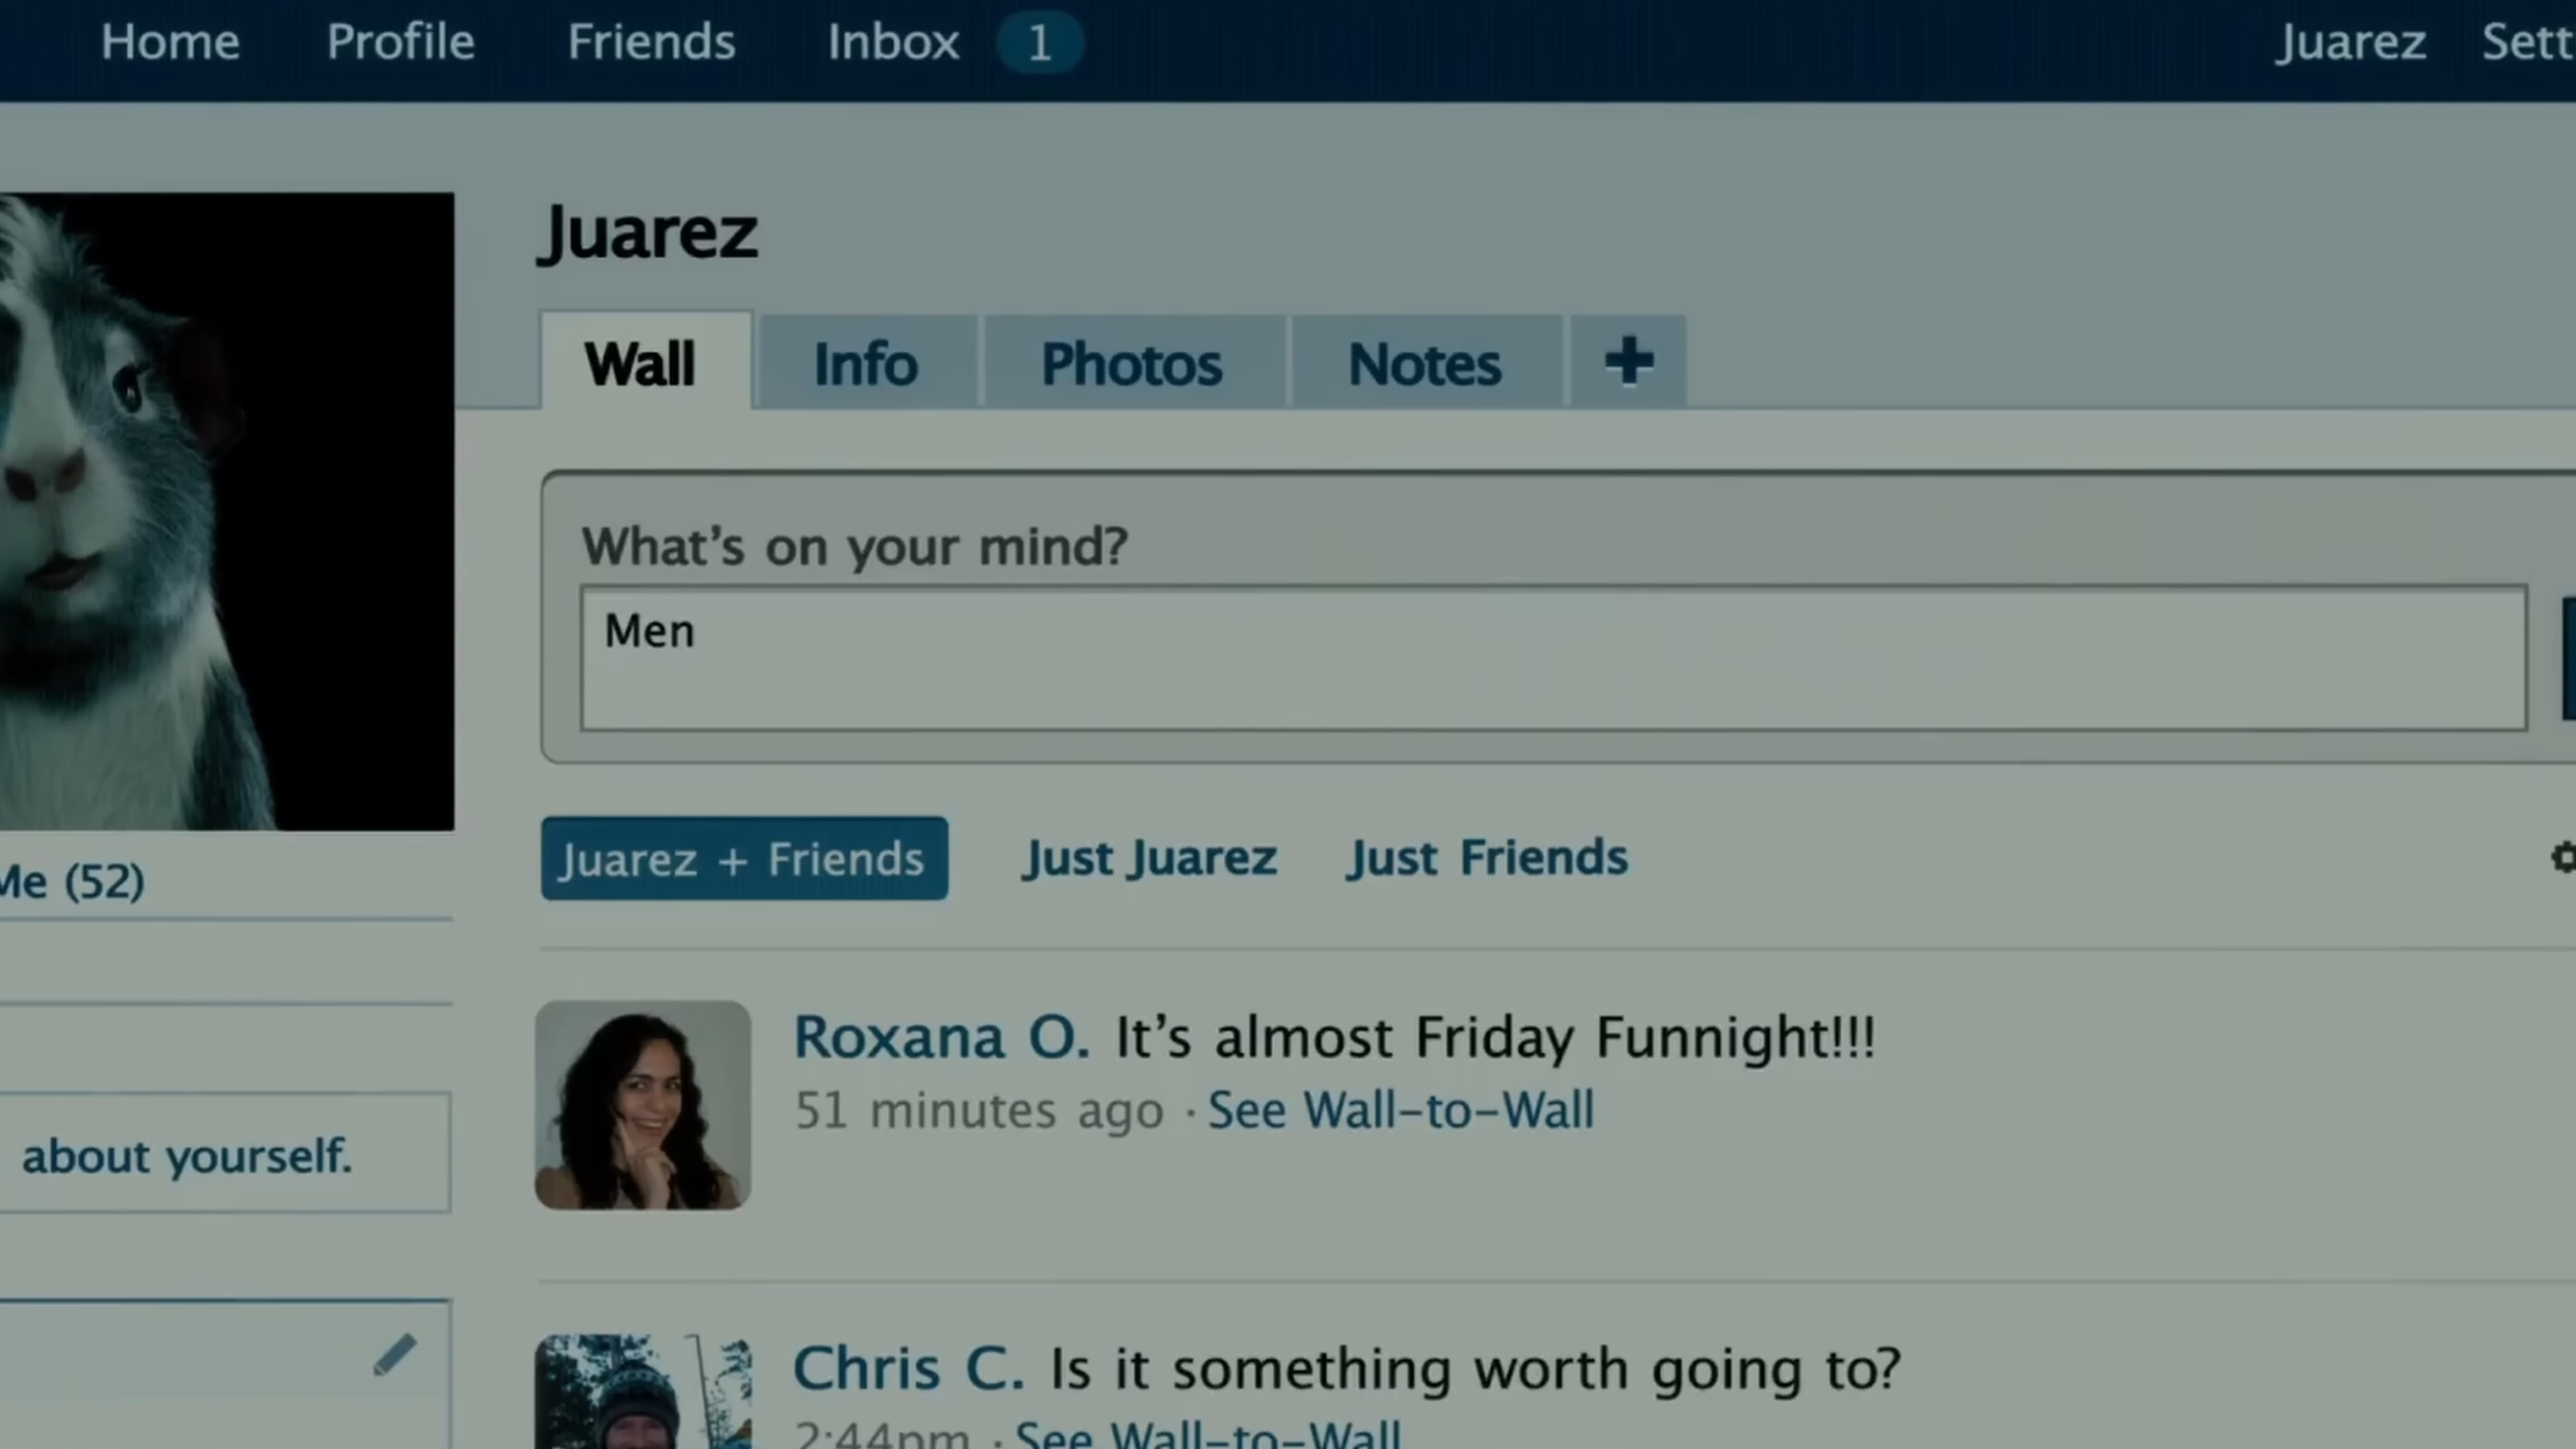 Home Profile Friends Inbox 1 Juarez Sett
Juarez
Wall Info Photos Notes +
What's on your mind?
Men
Juarez + Friends Just Juarez Just Friends
Me (52)
Roxana O. It's almost Friday Funnight!!!
51 minutes ago · See Wall-to-Wall
about yourself.
Chris C. Is it something worth going to?
2:44pm · See Wall-to-Wall